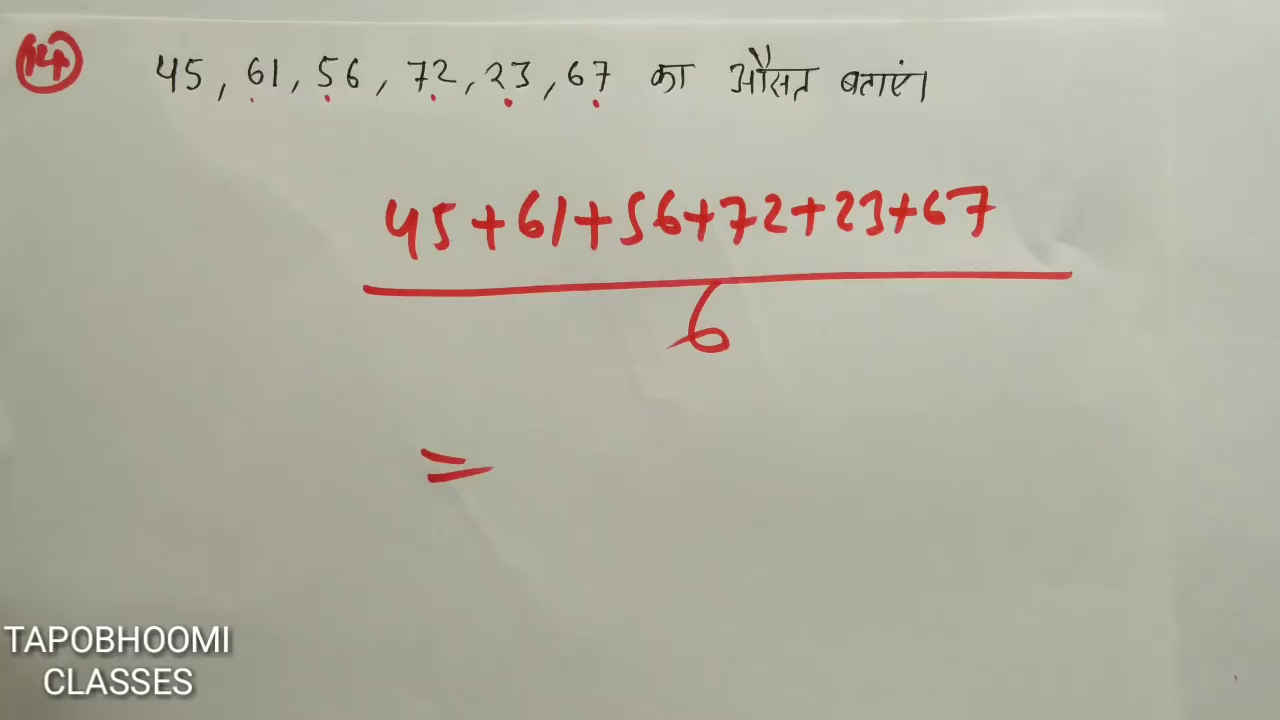 14
45, 61, 56, 72, 23, 67 का औसत बताएं।
45+61+56+72+23+67
6
=
TAPOBHOOMI
CLASSES